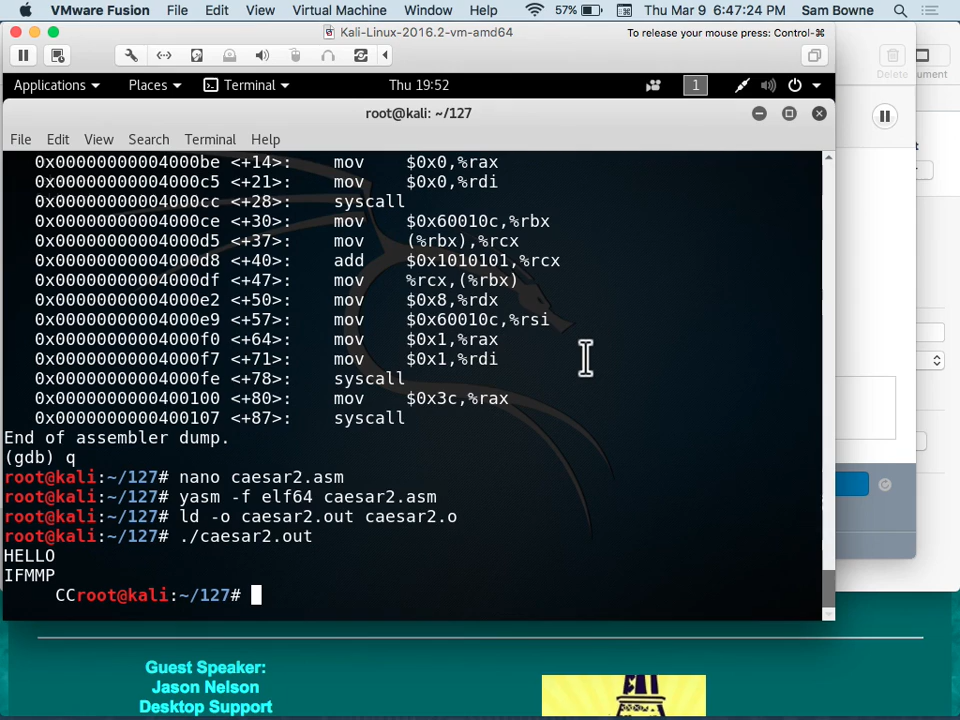 VMware Fusion File Edit View Virtual Machine Window Help 57% Thu Mar 9 6:47:24 PM Sam Bowne
Kali-Linux-2016.2-vm-amd64 To release your mouse press: Control-⌘
Delete
Applications Places Terminal Thu 19:52 1
root@kali: ~/127
File Edit View Search Terminal Help
0x00000000004000be <+14>: mov $0x0,%rax
0x00000000004000c5 <+21>: mov $0x0,%rdi
0x00000000004000cc <+28>: syscall
0x00000000004000ce <+30>: mov $0x60010c,%rbx
0x00000000004000d5 <+37>: mov (%rbx),%rcx
0x00000000004000d8 <+40>: add $0x1010101,%rcx
0x00000000004000df <+47>: mov %rcx,(%rbx)
0x00000000004000e2 <+50>: mov $0x8,%rdx
0x00000000004000e9 <+57>: mov $0x60010c,%rsi
0x00000000004000f0 <+64>: mov $0x1,%rax
0x00000000004000f7 <+71>: mov $0x1,%rdi
0x00000000004000fe <+78>: syscall
0x0000000000400100 <+80>: mov $0x3c,%rax
0x0000000000400107 <+87>: syscall
End of assembler dump.
(gdb) q
root@kali:~/127# nano caesar2.asm
root@kali:~/127# yasm -f elf64 caesar2.asm
root@kali:~/127# ld -o caesar2.out caesar2.o
root@kali:~/127# ./caesar2.out
HELLO
IFMMP
CCroot@kali:~/127#
Guest Speaker:
Jason Nelson
Desktop Support